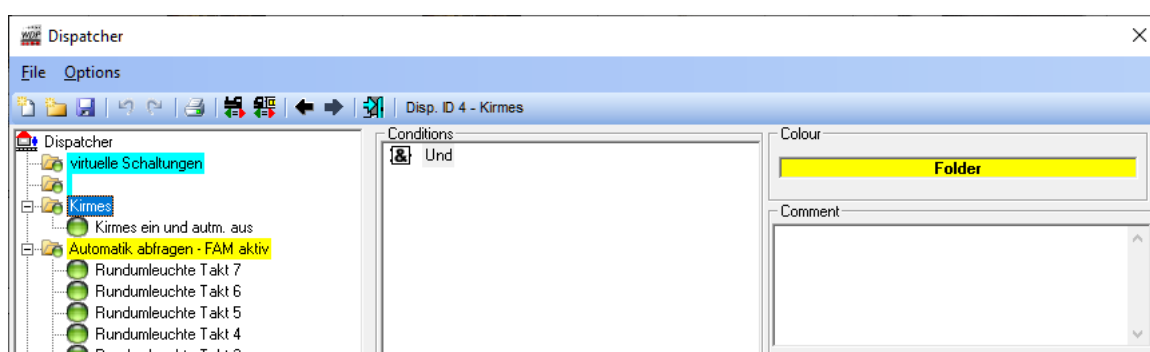 WDP Dispatcher
File Options
Disp. ID 4 - Kirmes
Dispatcher
virtuelle Schaltungen
Kirmes
Kirmes ein und autm. aus
Automatik abfragen - FAM aktiv
Rundumleuchte Takt 7
Rundumleuchte Takt 6
Rundumleuchte Takt 5
Rundumleuchte Takt 4
Conditions
& Und
Colour
Folder
Comment